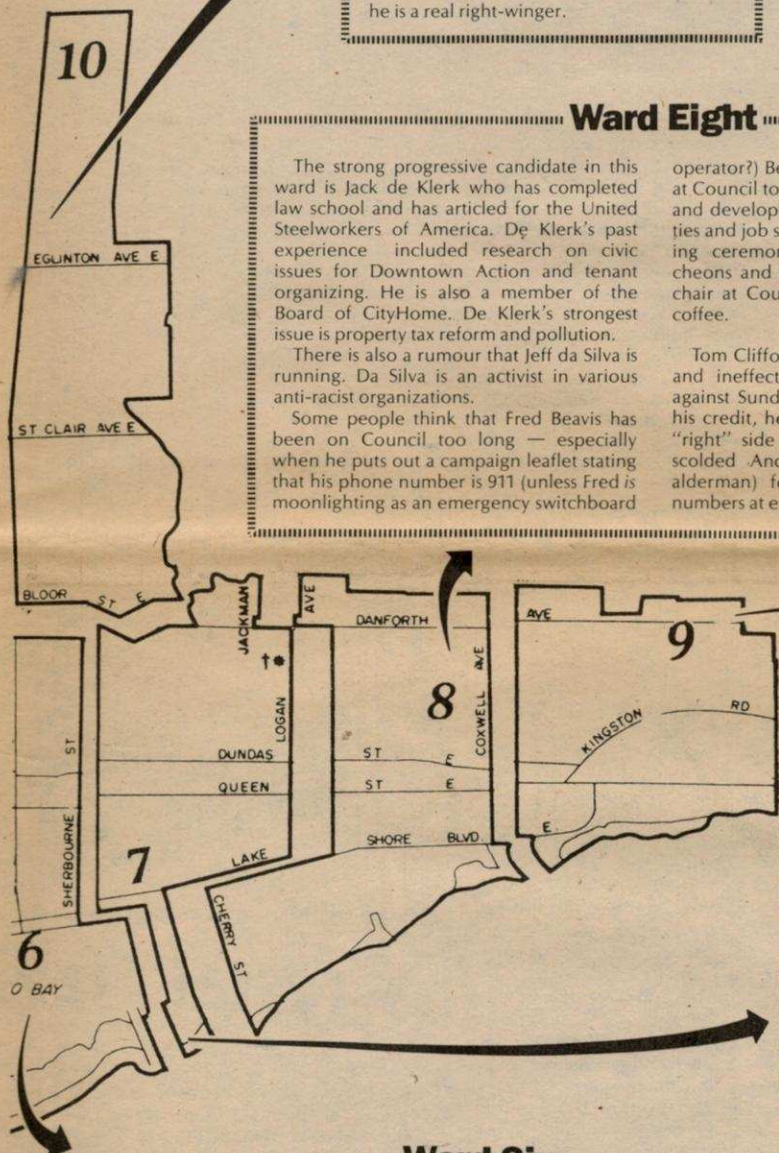 he is a real right-winger.
Ward Eight
The strong progressive candidate in this
ward is Jack de Klerk who has completed
law school and has articled for the United
Steelworkers of America. De Klerk's past
experience included research on civic
issues for Downtown Action and tenant
organizing. He is also a member of the
Board of CityHome. De Klerk's strongest
issue is property tax reform and pollution.
There is also a rumour that Jeff da Silva is
running. Da Silva is an activist in various
anti-racist organizations.
Some people think that Fred Beavis has
been on Council too long — especially
when he puts out a campaign leaflet stating
that his phone number is 911 (unless Fred is
moonlighting as an emergency switchboard
operator?) Be
at Council to
and develop
ties and job s
ing ceremo
cheons and
chair at Cou
coffee.
Tom Cliffo
and ineffect
against Sund
his credit, he
"right" side
scolded And
alderman) f
numbers at e
10
EGLINTON AVE E
ST CLAIR AVE E
BLOOR ST E
JACKMAN AVE
DANFORTH AVE
8
9
†●
LOGAN
COXWELL AVE
KINGSTON RD
DUNDAS ST E
QUEEN ST E
E.
SHERBOURNE ST
7
LAKE SHORE BLVD.
CHERRY ST
6
O BAY